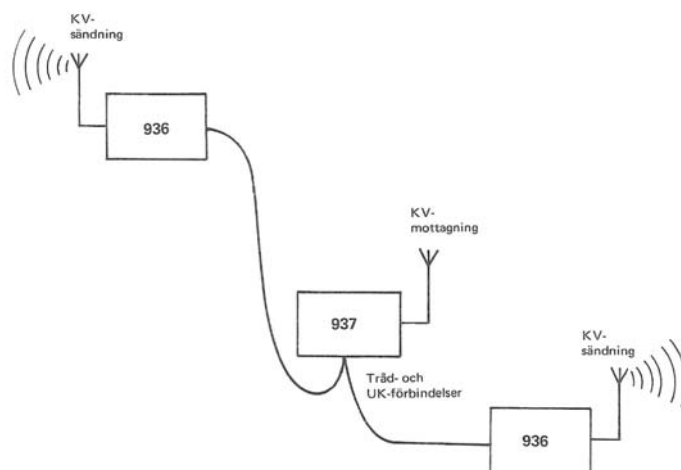 KV-
sändning
936
KV-
mottagning
937
KV-
sändning
Tråd- och
UK-förbindelser
936